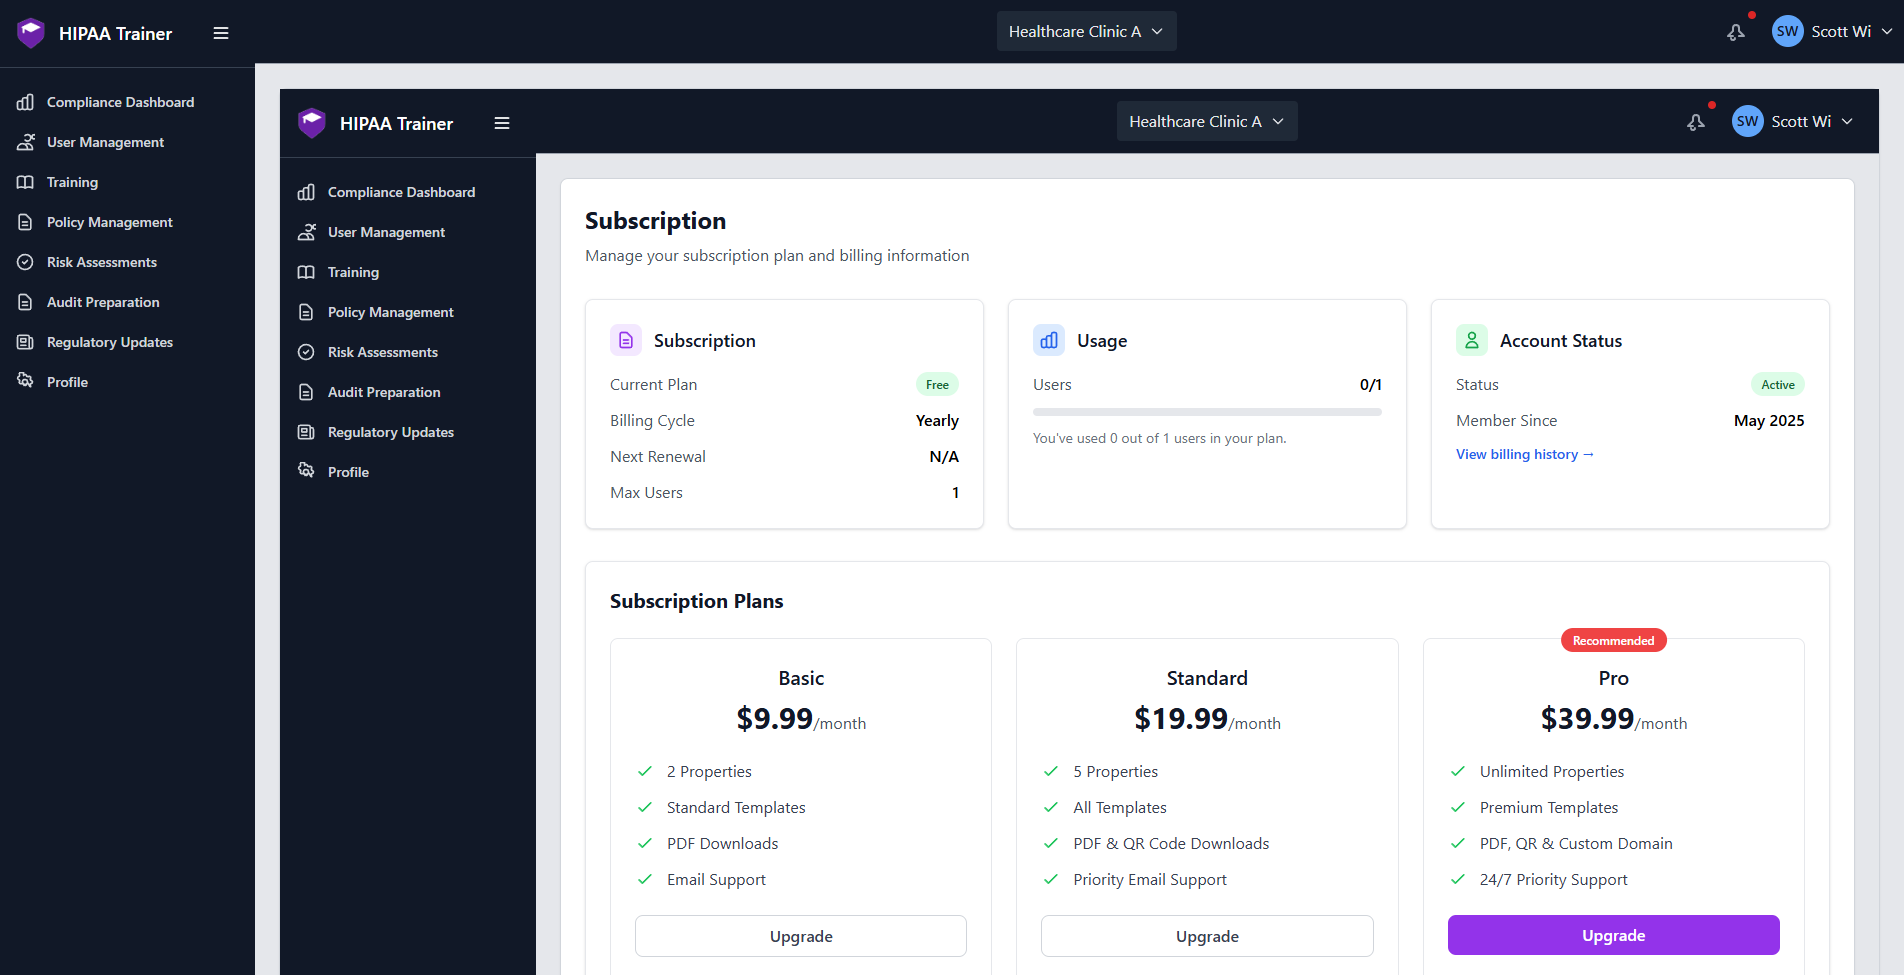 HIPAA Trainer
Healthcare Clinic A
SW Scott Wi
Compliance Dashboard
User Management
Training
Policy Management
Risk Assessments
Audit Preparation
Regulatory Updates
Profile
HIPAA Trainer
Healthcare Clinic A
SW Scott Wi
Compliance Dashboard
User Management
Training
Policy Management
Risk Assessments
Audit Preparation
Regulatory Updates
Profile
Subscription
Manage your subscription plan and billing information
Subscription
Current Plan Free
Billing Cycle Yearly
Next Renewal N/A
Max Users 1
Usage
Users 0/1
You've used 0 out of 1 users in your plan.
Account Status
Status Active
Member Since May 2025
View billing history →
Subscription Plans
Basic
$9.99/month
2 Properties
Standard Templates
PDF Downloads
Email Support
Upgrade
Standard
$19.99/month
5 Properties
All Templates
PDF & QR Code Downloads
Priority Email Support
Upgrade
Recommended
Pro
$39.99/month
Unlimited Properties
Premium Templates
PDF, QR & Custom Domain
24/7 Priority Support
Upgrade